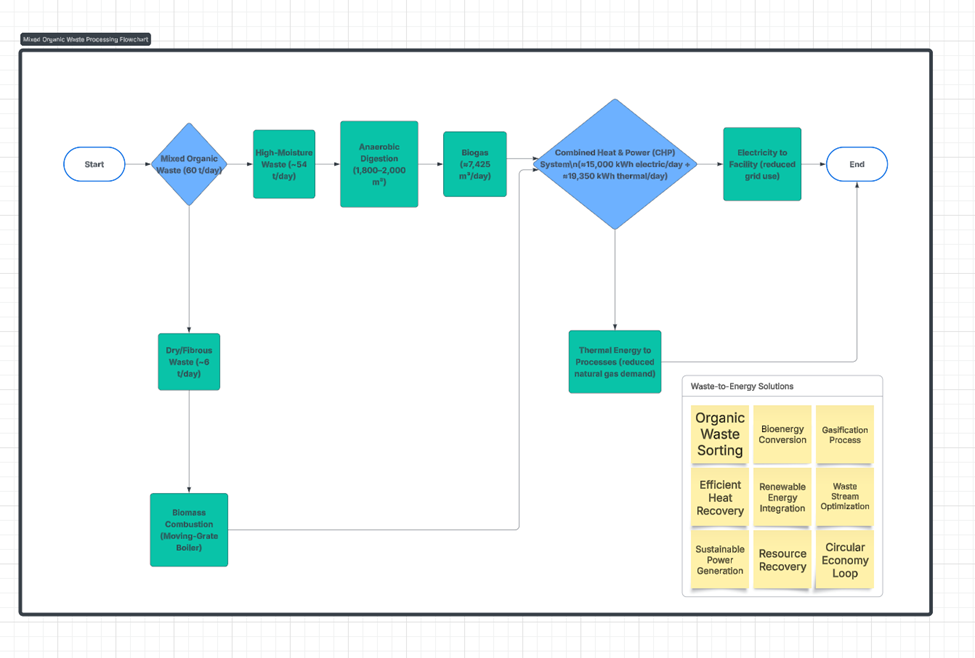 Mixed Organic Waste Processing Flowchart
Start
Mixed Organic
Waste (60 t/day)
High-Moisture
Waste (~54
t/day)
Anaerobic
Digestion
(1,800–2,000
m³)
Biogas
(≈7,425
m³/day)
Combined Heat & Power (CHP)
System\n(≈15,000 kWh electric/day +
≈19,350 kWh thermal/day)
Electricity to
Facility (reduced
grid use)
End
Dry/Fibrous
Waste (~6
t/day)
Thermal Energy to
Processes (reduced
natural gas demand)
Biomass
Combustion
(Moving-Grate
Boiler)
Waste-to-Energy Solutions
Organic
Waste
Sorting
Bioenergy
Conversion
Gasification
Process
Efficient
Heat
Recovery
Renewable
Energy
Integration
Waste
Stream
Optimization
Sustainable
Power
Generation
Resource
Recovery
Circular
Economy
Loop